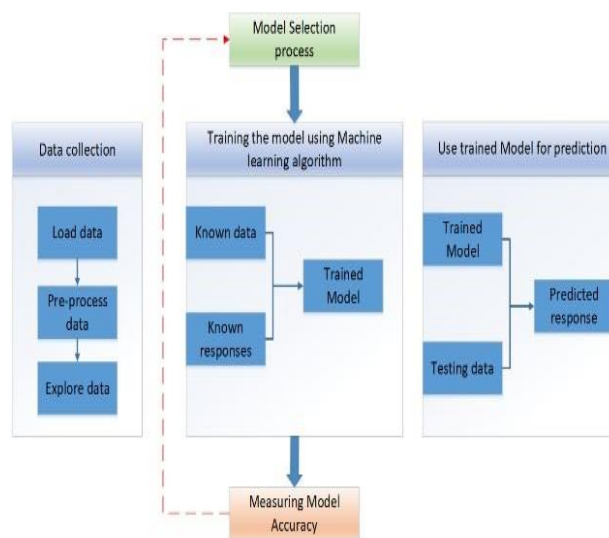 Model Selection
process
Data collection
Load data
Pre-process
data
Explore data
Training the model using Machine
learning algorithm
Known data
Known
responses
Trained
Model
Use trained Model for prediction
Trained
Model
Testing data
Predicted
response
Measuring Model
Accuracy